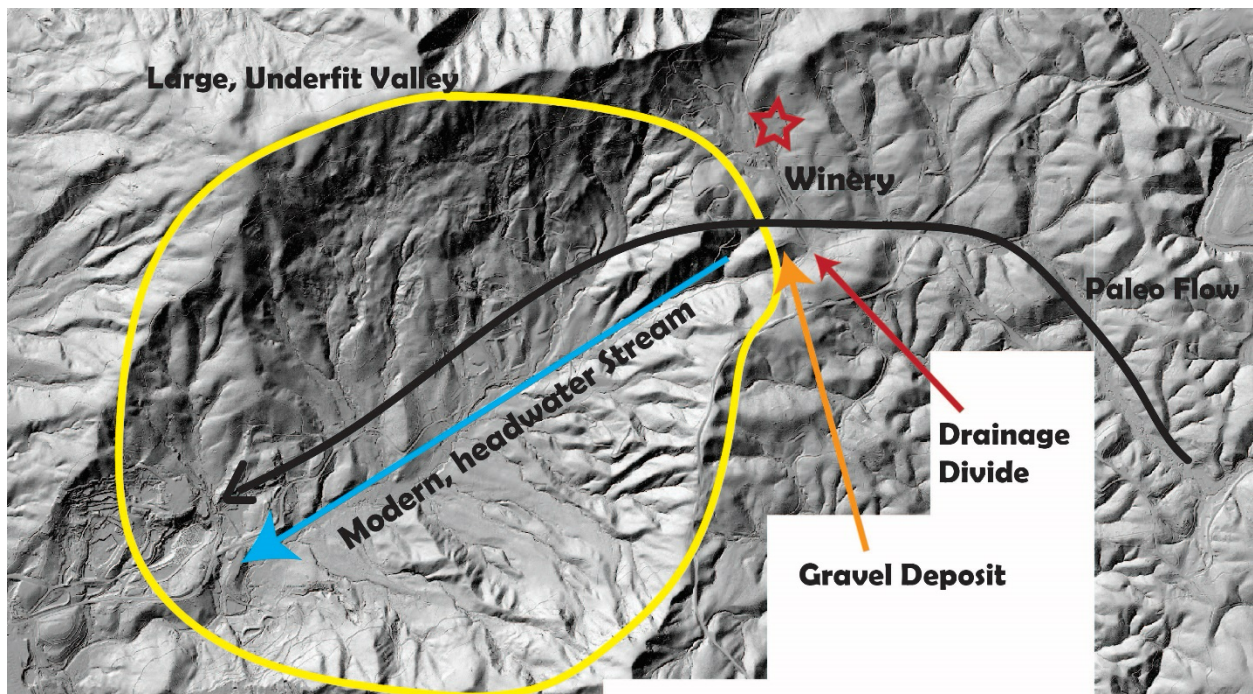 Large, Underfit Valley
Winery
Paleo Flow
Modern, headwater Stream
Drainage
Divide
Gravel Deposit